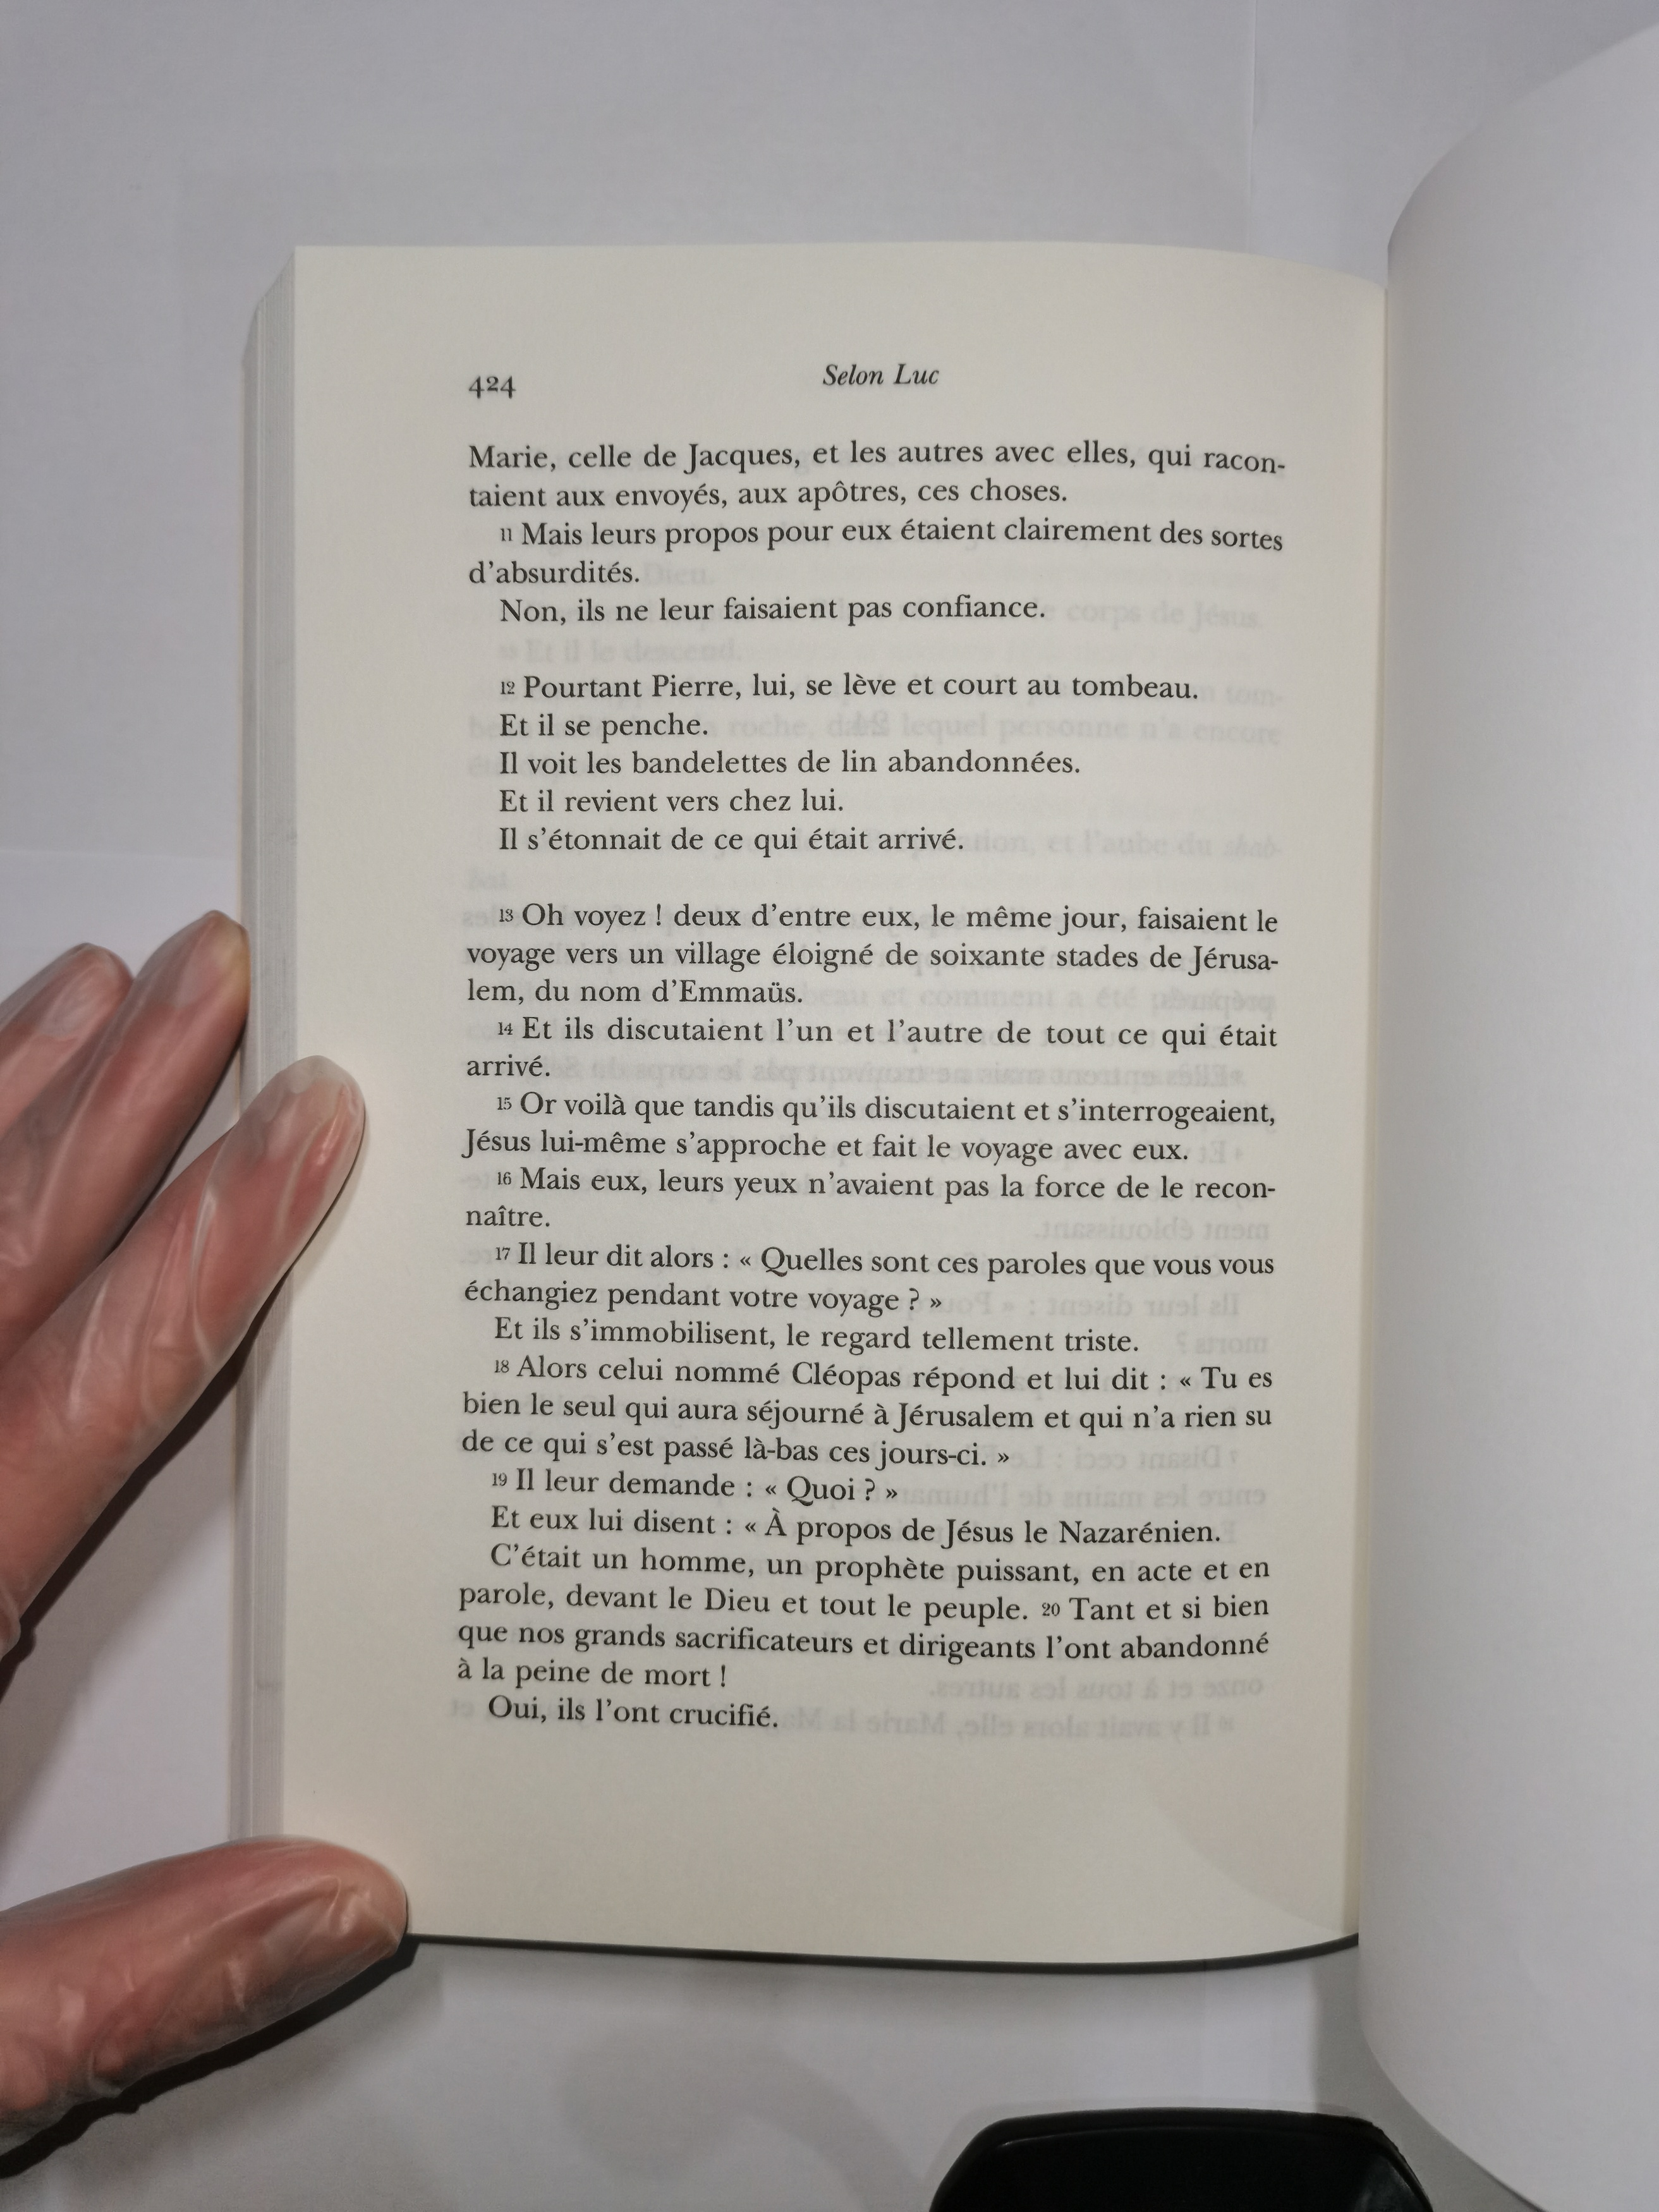 424
Selon Luc
Marie, celle de Jacques, et les autres avec elles, qui racon-
taient aux envoyés, aux apôtres, ces choses.
11 Mais leurs propos pour eux étaient clairement des sortes
d’absurdités.
Non, ils ne leur faisaient pas confiance.
12 Pourtant Pierre, lui, se lève et court au tombeau.
Et il se penche.
Il voit les bandelettes de lin abandonnées.
Et il revient vers chez lui.
Il s’étonnait de ce qui était arrivé.
13 Oh voyez ! deux d’entre eux, le même jour, faisaient le
voyage vers un village éloigné de soixante stades de Jérusa-
lem, du nom d’Emmaüs.
14 Et ils discutaient l’un et l’autre de tout ce qui était
arrivé.
15 Or voilà que tandis qu’ils discutaient et s’interrogeaient,
Jésus lui-même s’approche et fait le voyage avec eux.
16 Mais eux, leurs yeux n’avaient pas la force de le recon-
naître.
17 Il leur dit alors : « Quelles sont ces paroles que vous vous
échangiez pendant votre voyage ? »
Et ils s’immobilisent, le regard tellement triste.
18 Alors celui nommé Cléopas répond et lui dit : « Tu es
bien le seul qui aura séjourné à Jérusalem et qui n’a rien su
de ce qui s’est passé là-bas ces jours-ci. »
19 Il leur demande : « Quoi ? »
Et eux lui disent : « À propos de Jésus le Nazarénien.
C’était un homme, un prophète puissant, en acte et en
parole, devant le Dieu et tout le peuple. 20 Tant et si bien
que nos grands sacrificateurs et dirigeants l’ont abandonné
à la peine de mort !
Oui, ils l’ont crucifié.